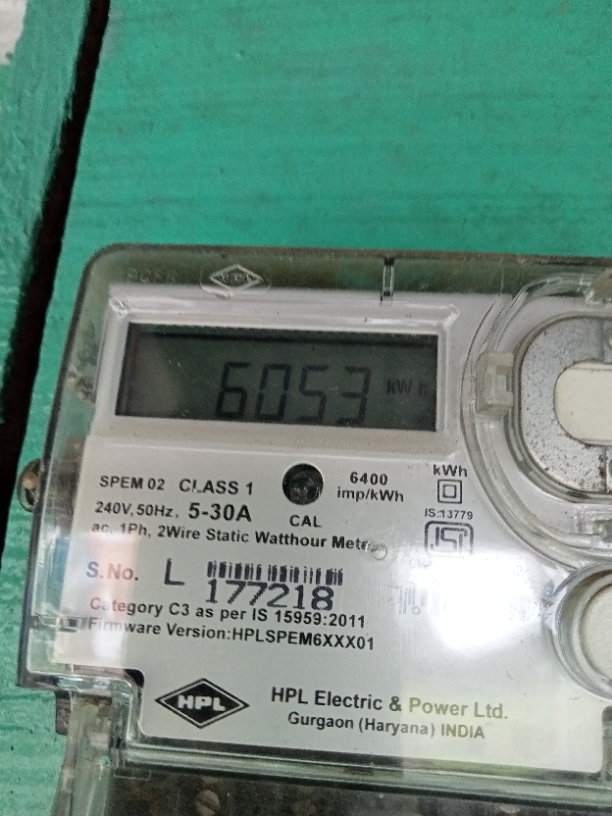 6053 kWh
SPEM 02 CLASS 1
6400
imp/kWh
kWh
240V, 50Hz, 5-30A
CAL
IS:13779
ac, 1Ph, 2Wire Static Watthour Meter
S.No. L 177218
Category C3 as per IS 15959:2011
Firmware Version:HPLSPEM6XXX01
HPL
HPL Electric & Power Ltd.
Gurgaon (Haryana) INDIA